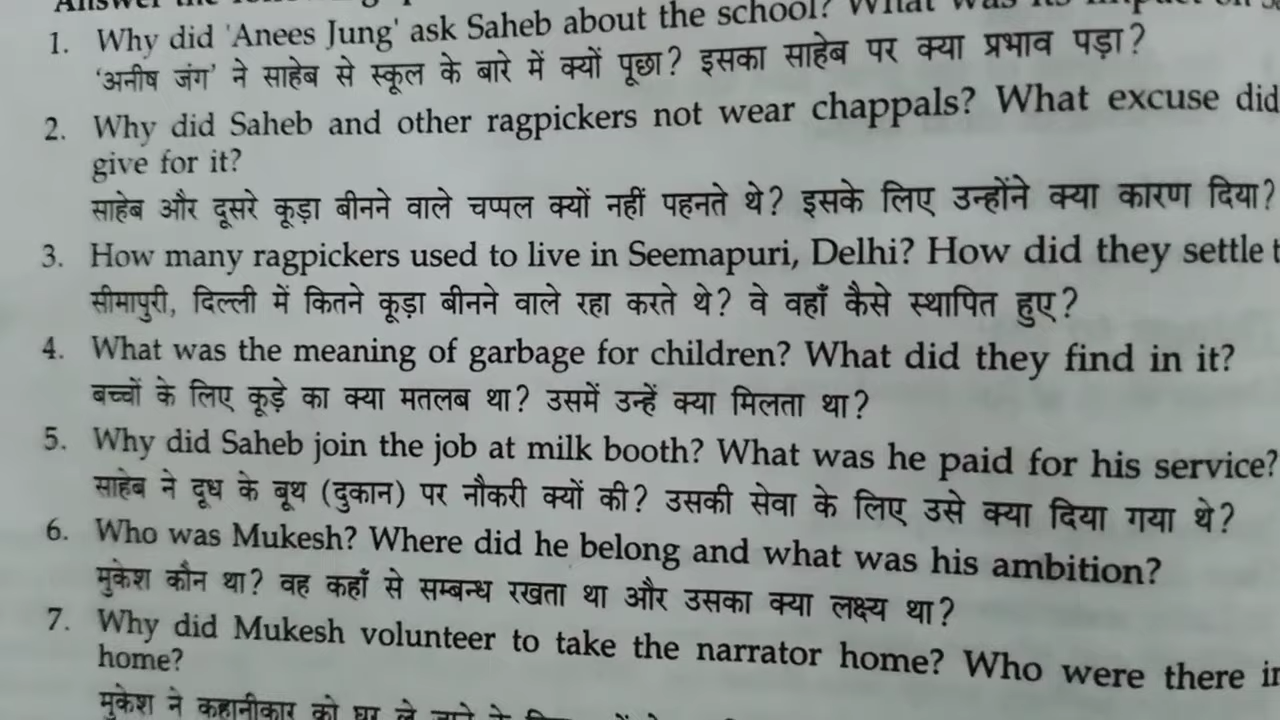 Answer the following
1. Why did 'Anees Jung' ask Saheb about the school? What was its impact on
'अनीष जंग' ने साहेब से स्कूल के बारे में क्यों पूछा? इसका साहेब पर क्या प्रभाव पड़ा?
2. Why did Saheb and other ragpickers not wear chappals? What excuse did
give for it?
साहेब और दूसरे कूड़ा बीनने वाले चप्पल क्यों नहीं पहनते थे? इसके लिए उन्होंने क्या कारण दिया?
3. How many ragpickers used to live in Seemapuri, Delhi? How did they settle
सीमापुरी, दिल्ली में कितने कूड़ा बीनने वाले रहा करते थे? वे वहाँ कैसे स्थापित हुए?
4. What was the meaning of garbage for children? What did they find in it?
बच्चों के लिए कूड़े का क्या मतलब था? उसमें उन्हें क्या मिलता था?
5. Why did Saheb join the job at milk booth? What was he paid for his service?
साहेब ने दूध के बूथ (दुकान) पर नौकरी क्यों की? उसकी सेवा के लिए उसे क्या दिया गया थे?
6. Who was Mukesh? Where did he belong and what was his ambition?
मुकेश कौन था? वह कहाँ से सम्बन्ध रखता था और उसका क्या लक्ष्य था?
7. Why did Mukesh volunteer to take the narrator home? Who were there in
home?
मुकेश ने कहानीकार को घर ले जाने के